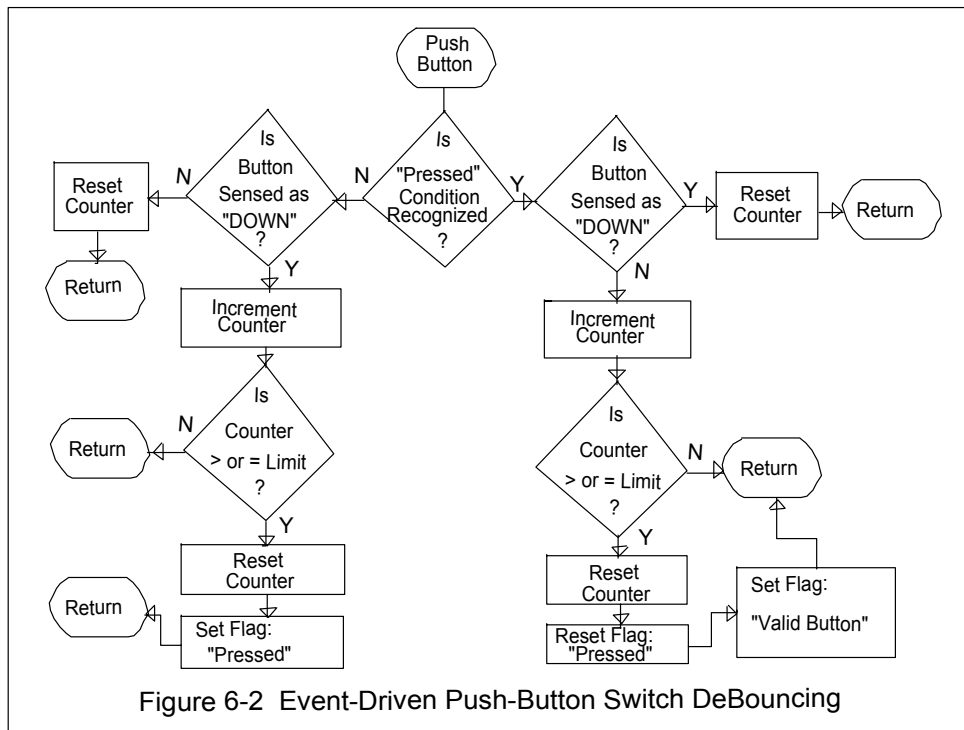 Push
Button
Is
Button
Sensed as
"DOWN"
?
N
Y
Reset
Counter
Return
Is
"Pressed"
Condition
Recognized
?
N
Y
Is
Button
Sensed as
"DOWN"
?
Y
N
Reset
Counter
Return
Increment
Counter
Is
Counter
> or = Limit
?
N
Y
Return
Reset
Counter
Set Flag:
"Pressed"
Return
Increment
Counter
Is
Counter
> or = Limit
?
N
Y
Return
Reset
Counter
Reset Flag:
"Pressed"
Set Flag:
"Valid Button"
Figure 6-2 Event-Driven Push-Button Switch DeBouncing